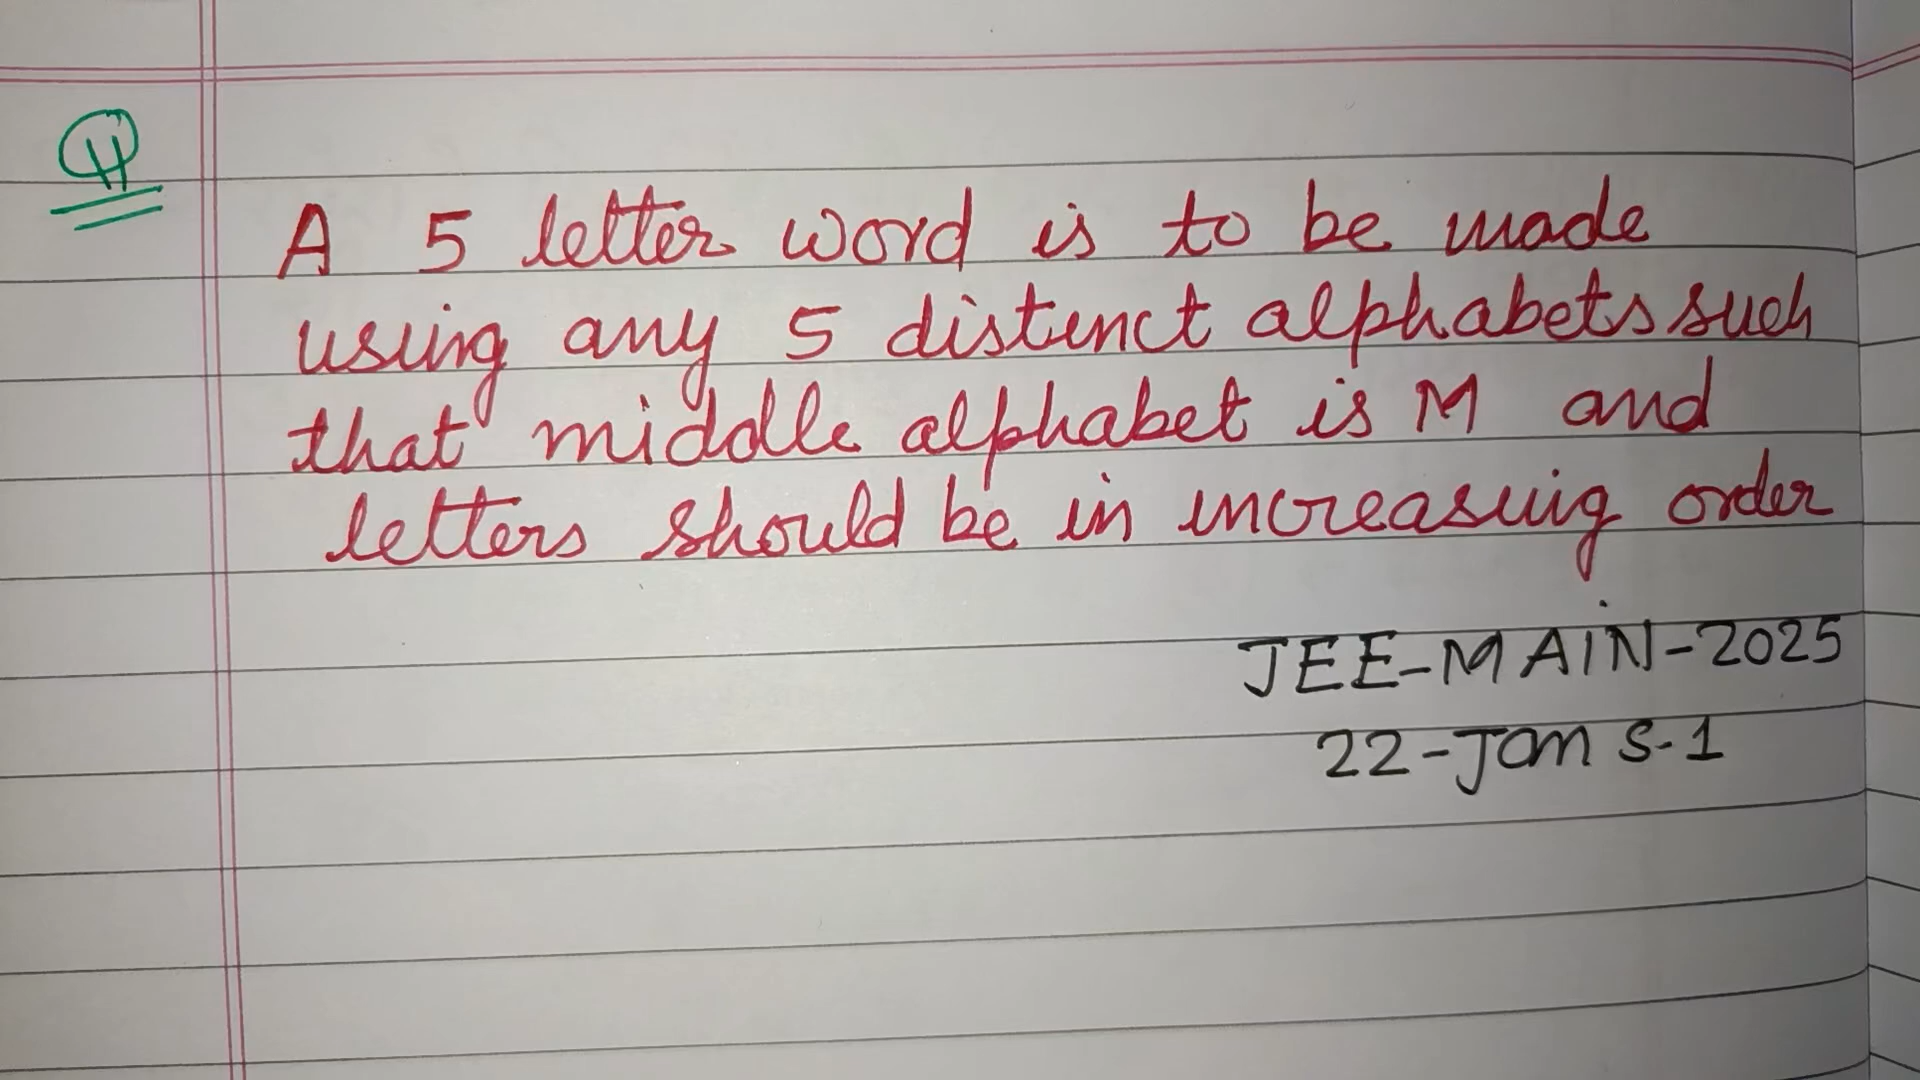 Q
A 5 letter word is to be made
using any 5 distinct alphabets such
that middle alphabet is M and
letters should be in increasing order
JEE-MAIN-2025
22-Jan S-1